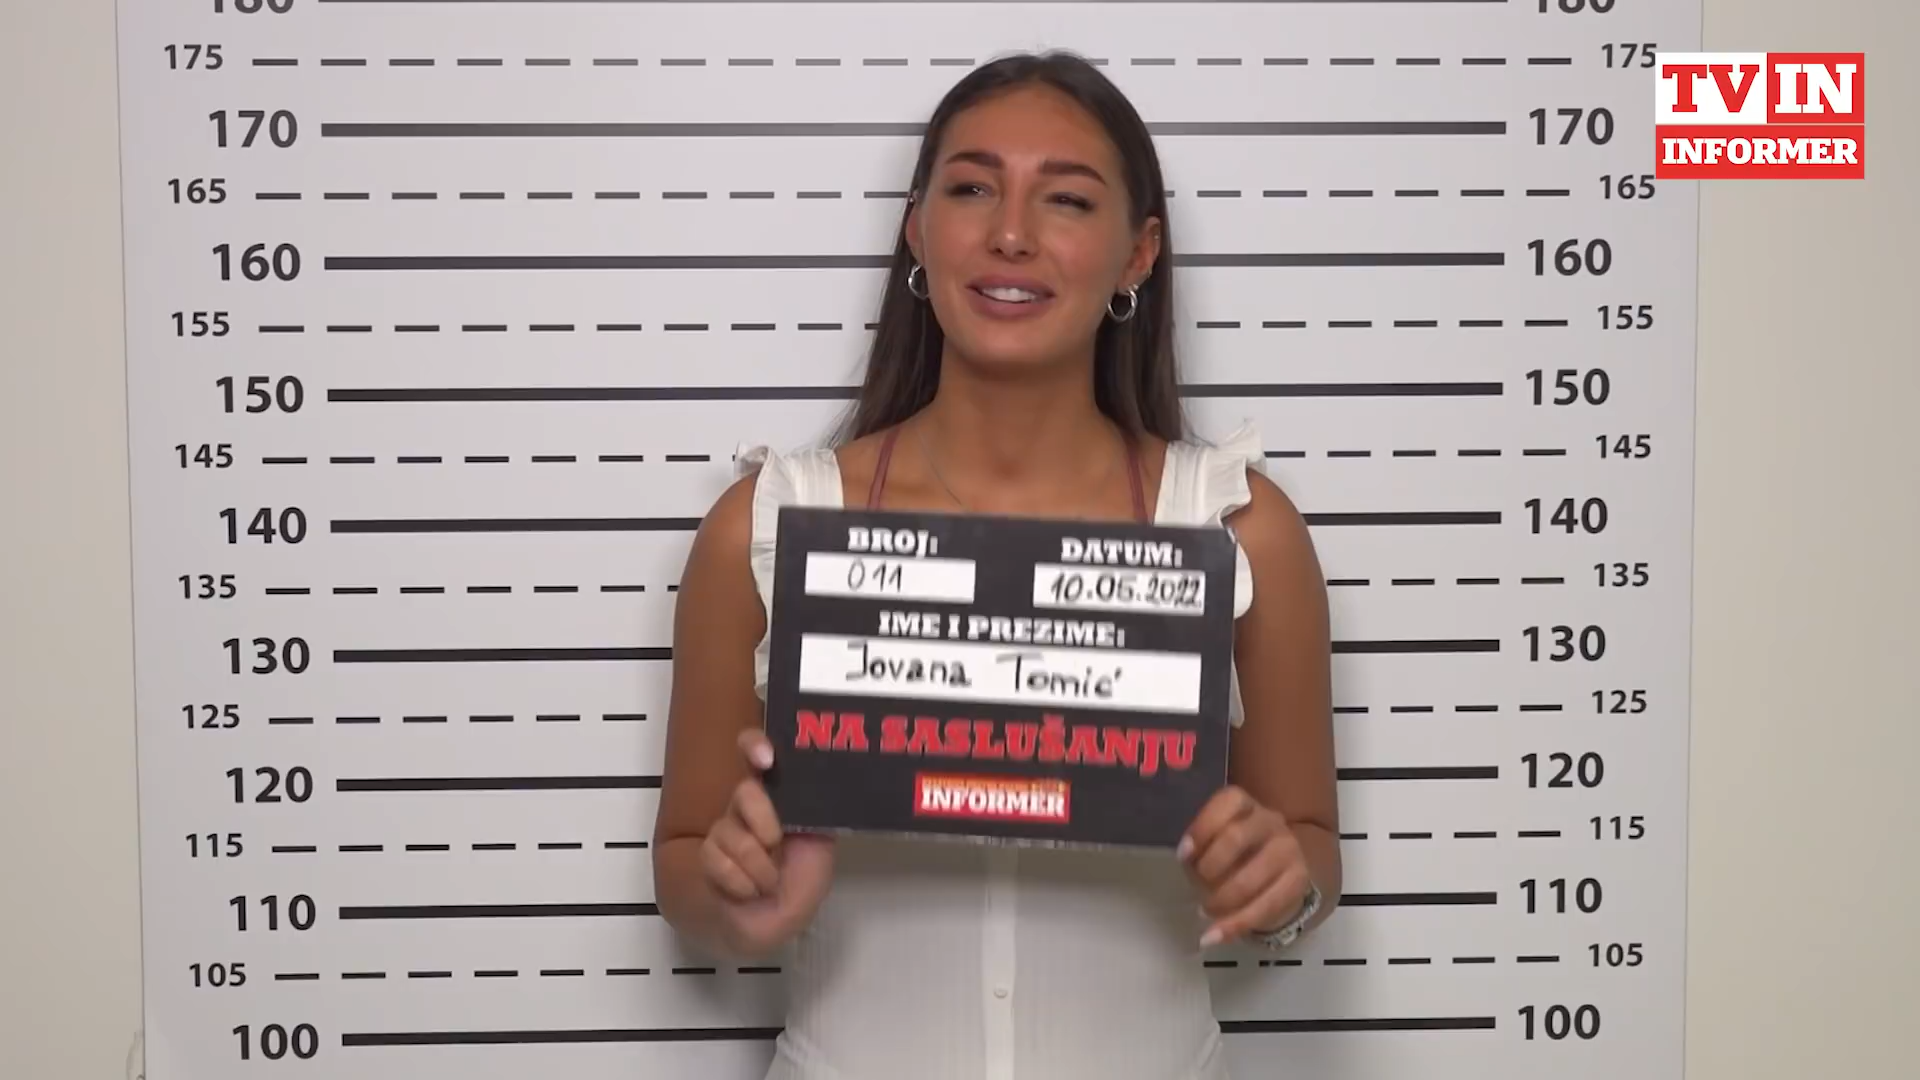 180 180
175 175
TV IN
INFORMER
170 170
165 165
160 160
155 155
150 150
145 145
140 140
BROJ: DATUM:
011 10.05.2022
135 135
IME I PREZIME:
130 130
Jovana Tomić
125 125
NA SASLUŠANJU
120 120
INFORMER
115 115
110 110
105 105
100 100